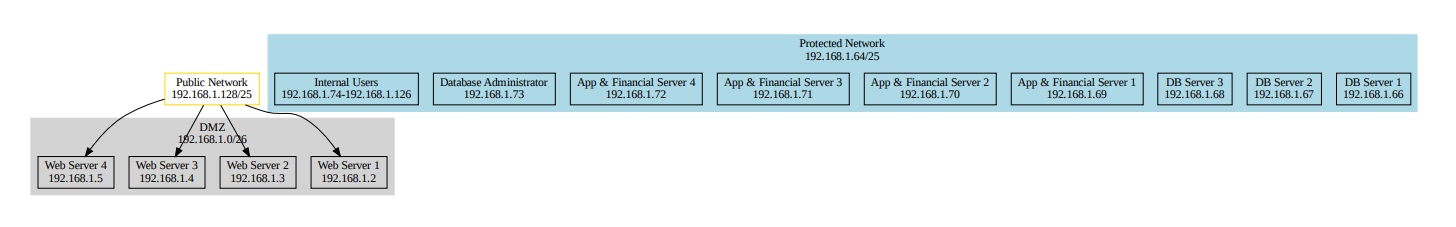 Protected Network
192.168.1.64/25
Public Network
192.168.1.128/25
Internal Users
192.168.1.74-192.168.1.126
Database Administrator
192.168.1.73
App & Financial Server 4
192.168.1.72
App & Financial Server 3
192.168.1.71
App & Financial Server 2
192.168.1.70
App & Financial Server 1
192.168.1.69
DB Server 3
192.168.1.68
DB Server 2
192.168.1.67
DB Server 1
192.168.1.66
DMZ
192.168.1.0/26
Web Server 4
192.168.1.5
Web Server 3
192.168.1.4
Web Server 2
192.168.1.3
Web Server 1
192.168.1.2